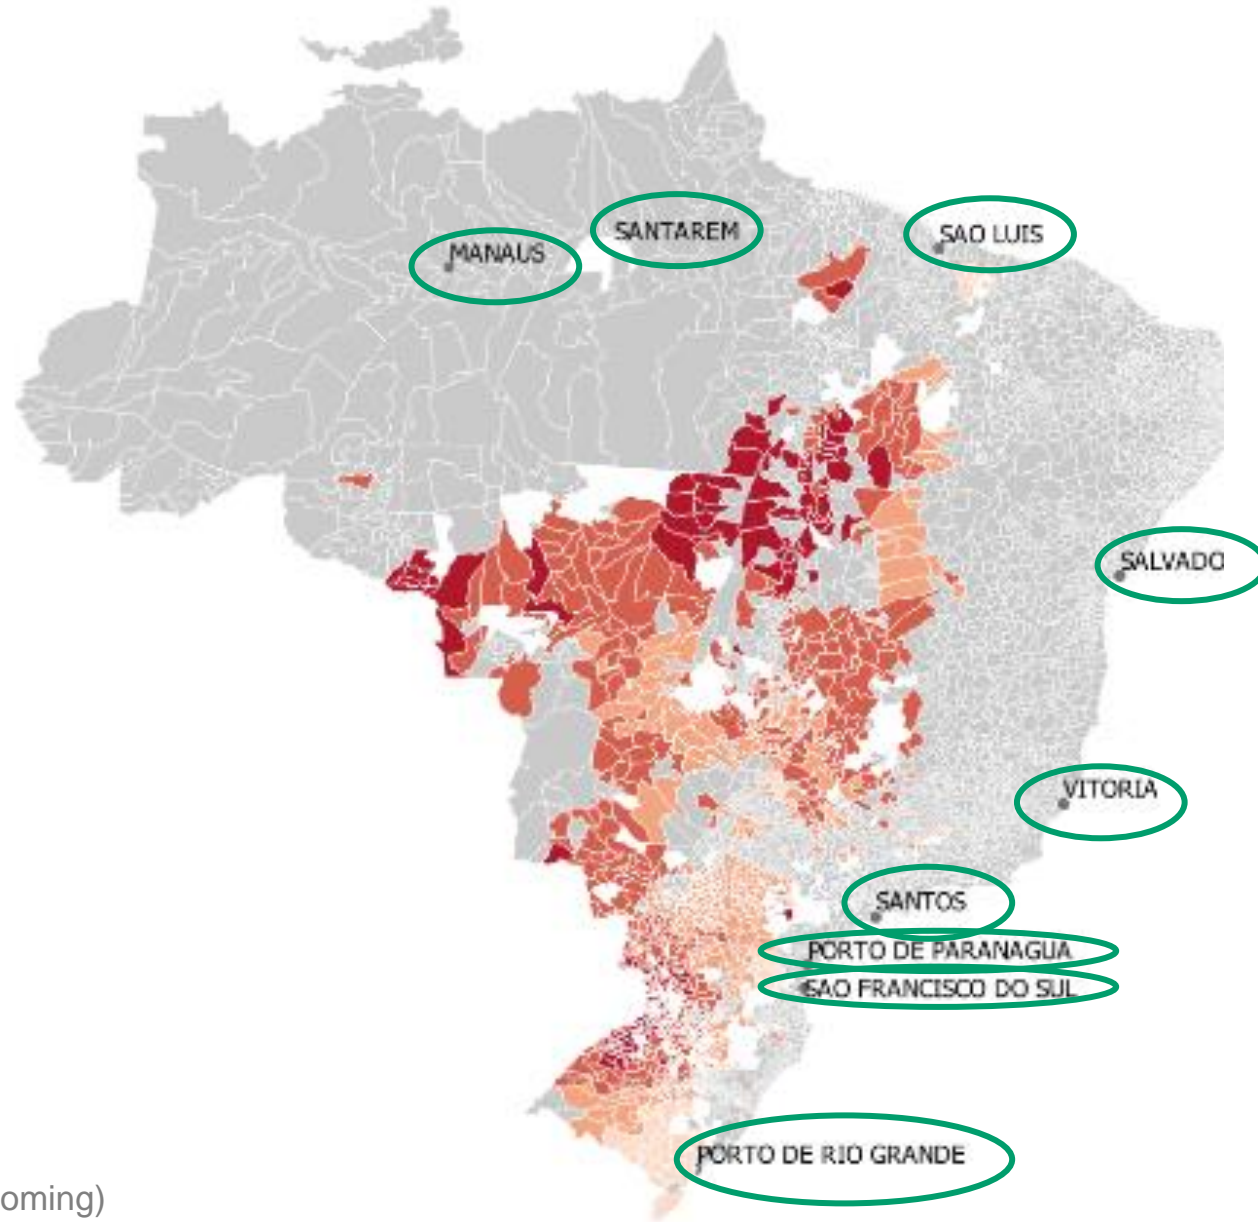 SANTAREM
SAO LUIS
MANAUS
SALVADO
VITORIA
SANTOS
PORTO DE PARANAGUA
SAO FRANCISCO DO SUL
PORTO DE RIO GRANDE
oming)